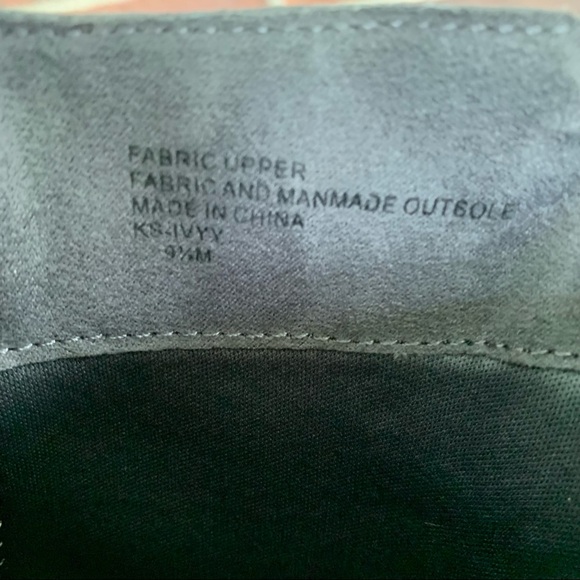 FABRIC UPPER
FABRIC AND MANMADE OUTSOLE
MADE IN CHINA
KS-IVYY
9½M